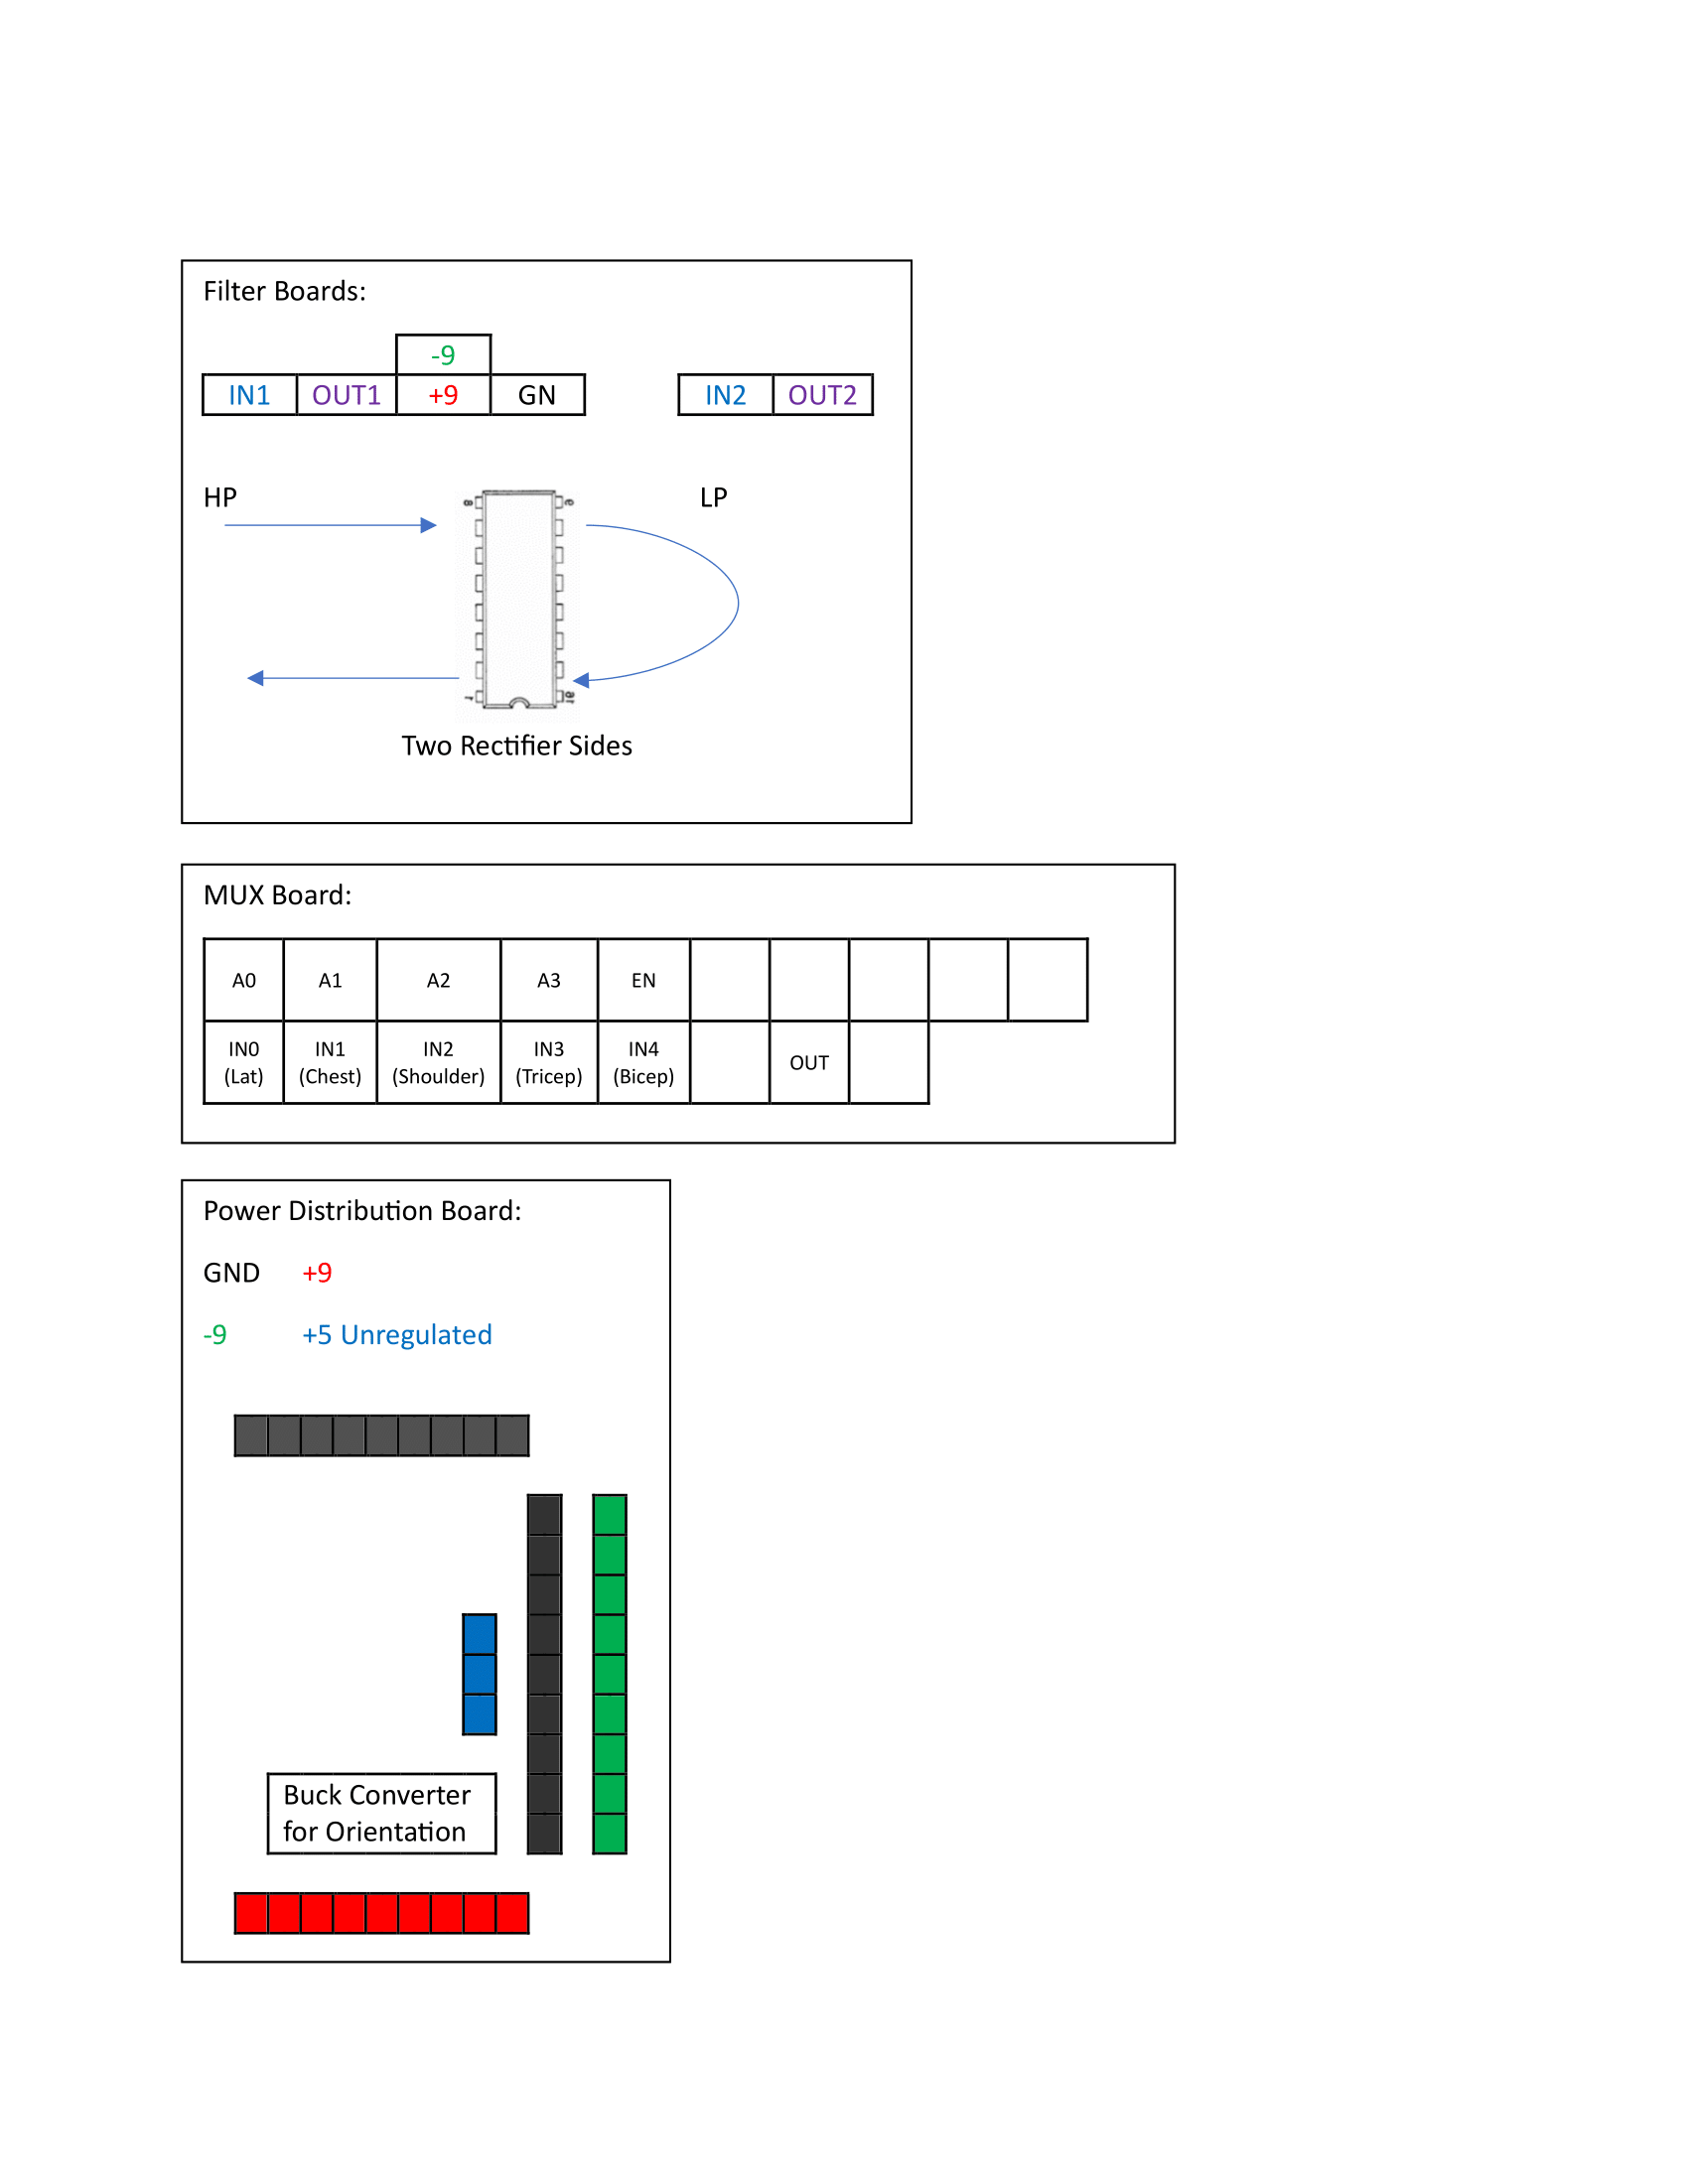 Filter Boards:
-9
IN1 OUT1 +9 GN IN2 OUT2
HP LP
8 9
1 16
Two Rectifier Sides
MUX Board:
A0 A1 A2 A3 EN
IN0 IN1 IN2 IN3 IN4 OUT
(Lat) (Chest) (Shoulder) (Tricep) (Bicep)
Power Distribution Board:
GND +9
-9 +5 Unregulated
Buck Converter
for Orientation